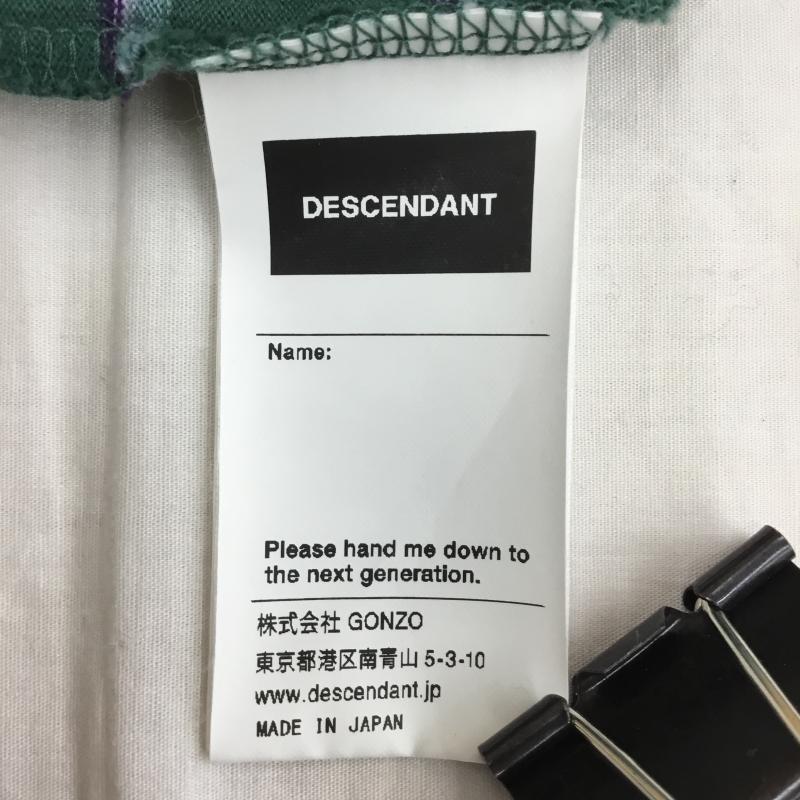 DESCENDANT
Name:
Please hand me down to
the next generation.
株式会社 GONZO
東京都港区南青山 5-3-10
www.descendant.jp
MADE IN JAPAN